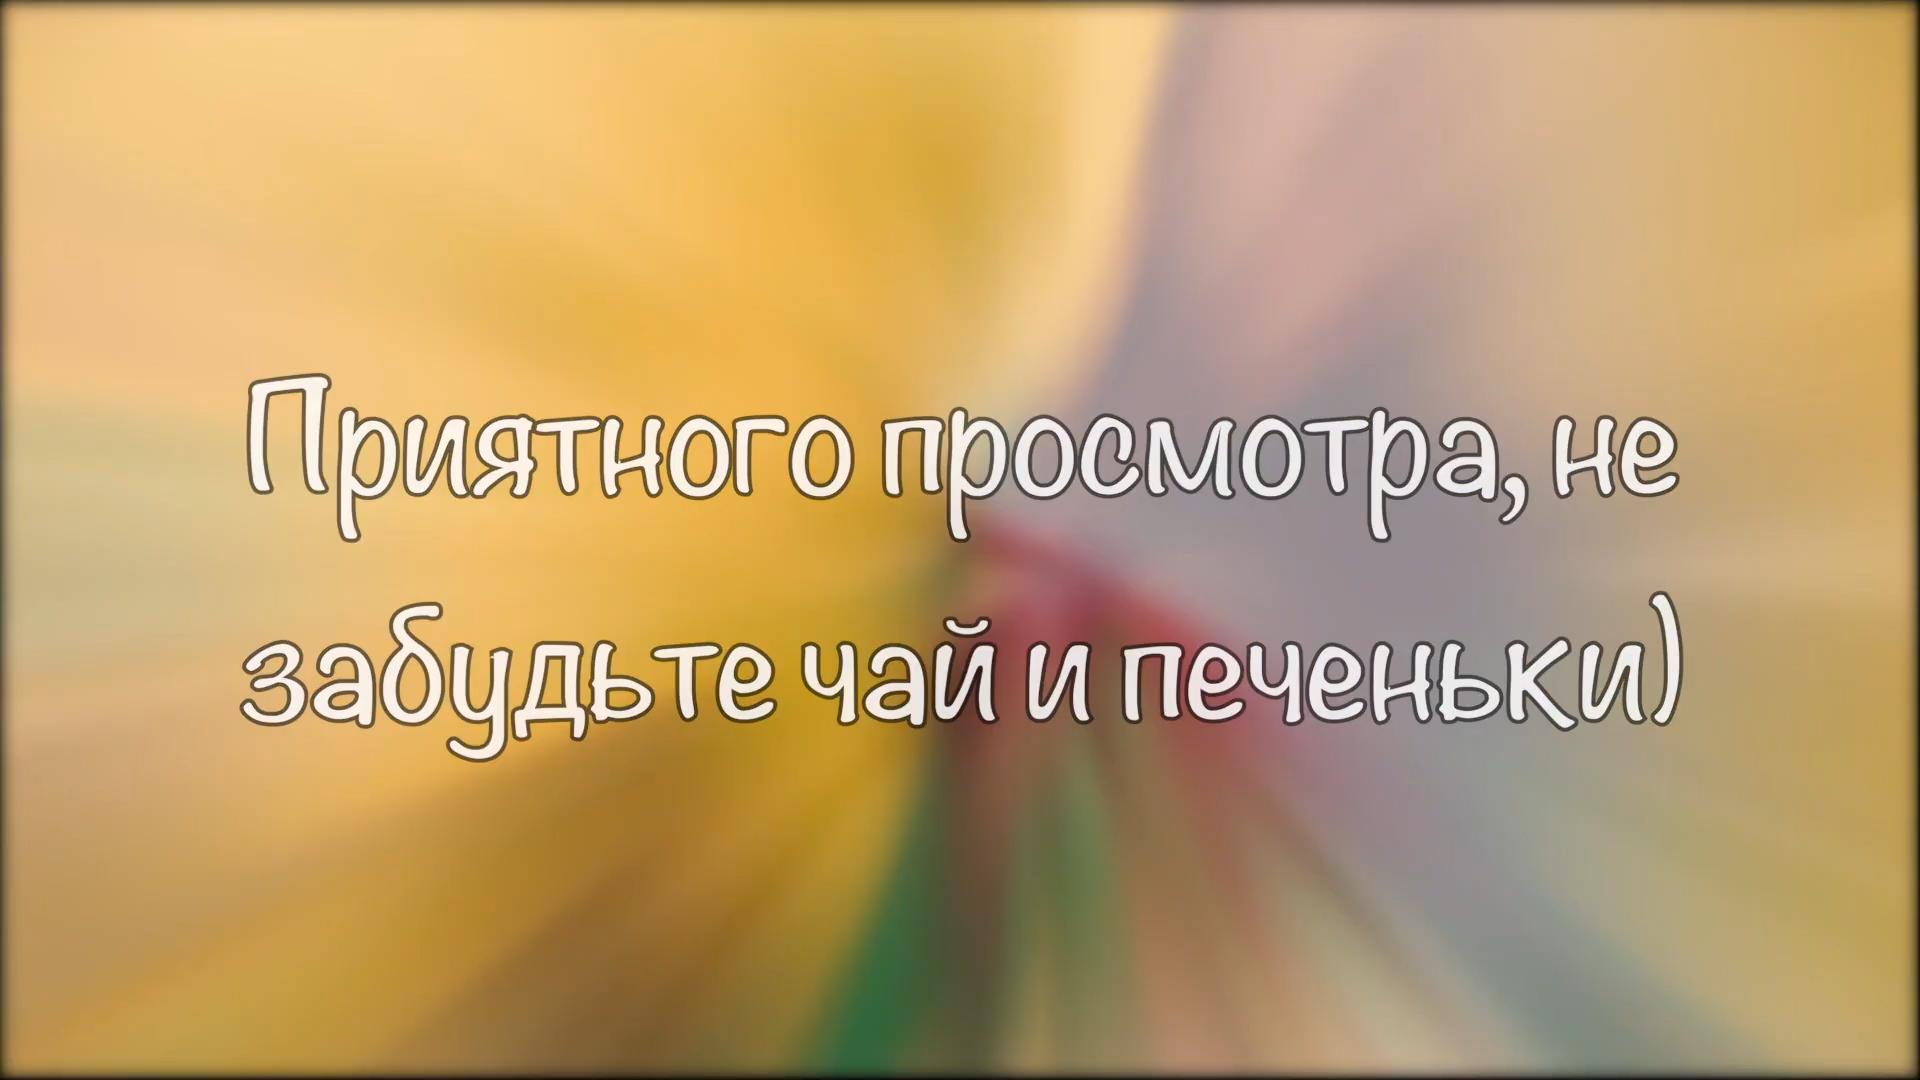 Приятного просмотра, не
забудьте чай и печеньки)